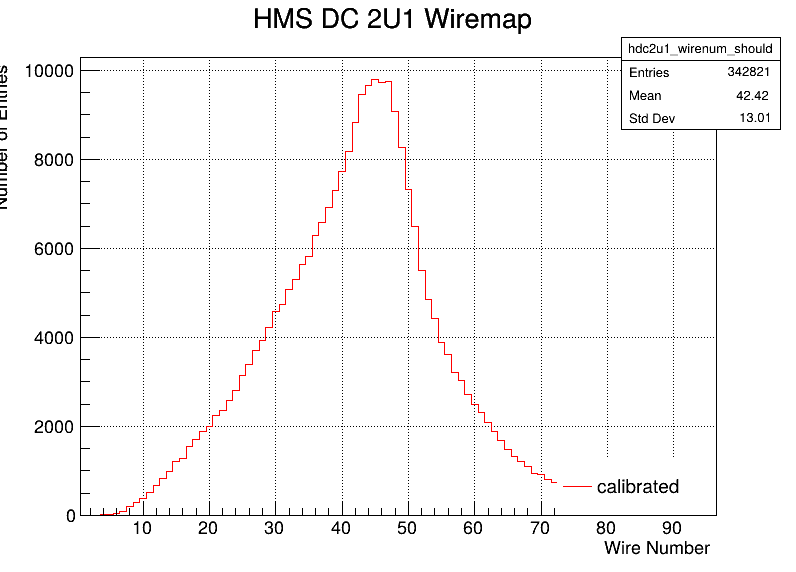 HMS DC 2U1 Wiremap
hdc2u1_wirenum_should
Entries 342821
Mean 42.42
Std Dev 13.01
Number of Entries
10000
8000
6000
4000
2000
0
calibrated
10 20 30 40 50 60 70 80 90
Wire Number